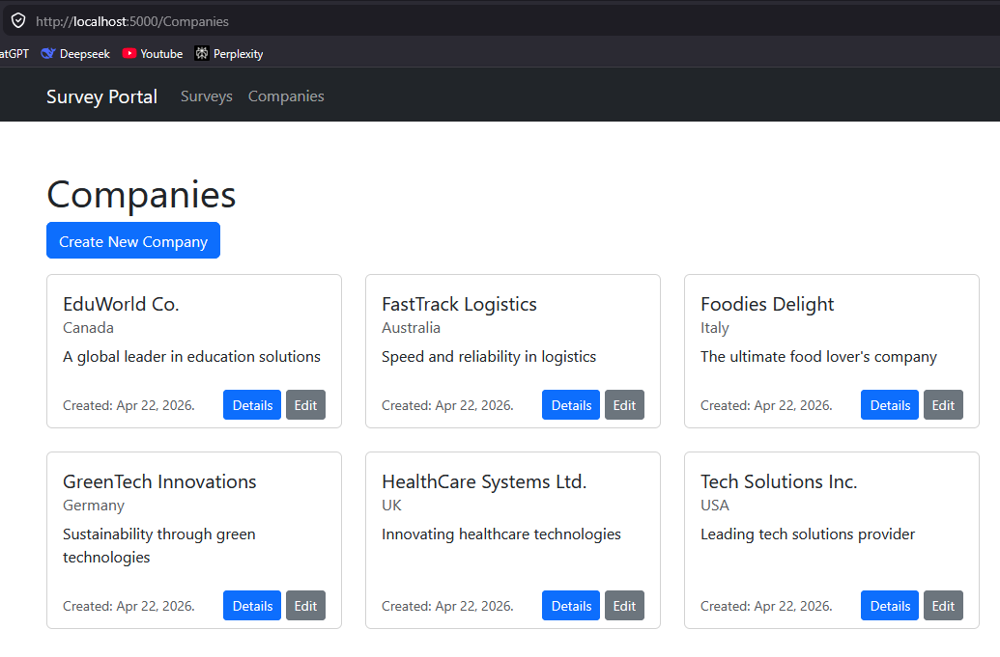 http://localhost:5000/Companies
atGPT Deepseek Youtube Perplexity
Survey Portal Surveys Companies
Companies
Create New Company
EduWorld Co.
Canada
A global leader in education solutions
Created: Apr 22, 2026. Details Edit
FastTrack Logistics
Australia
Speed and reliability in logistics
Created: Apr 22, 2026. Details Edit
Foodies Delight
Italy
The ultimate food lover's company
Created: Apr 22, 2026. Details Edit
GreenTech Innovations
Germany
Sustainability through green
technologies
Created: Apr 22, 2026. Details Edit
HealthCare Systems Ltd.
UK
Innovating healthcare technologies
Created: Apr 22, 2026. Details Edit
Tech Solutions Inc.
USA
Leading tech solutions provider
Created: Apr 22, 2026. Details Edit